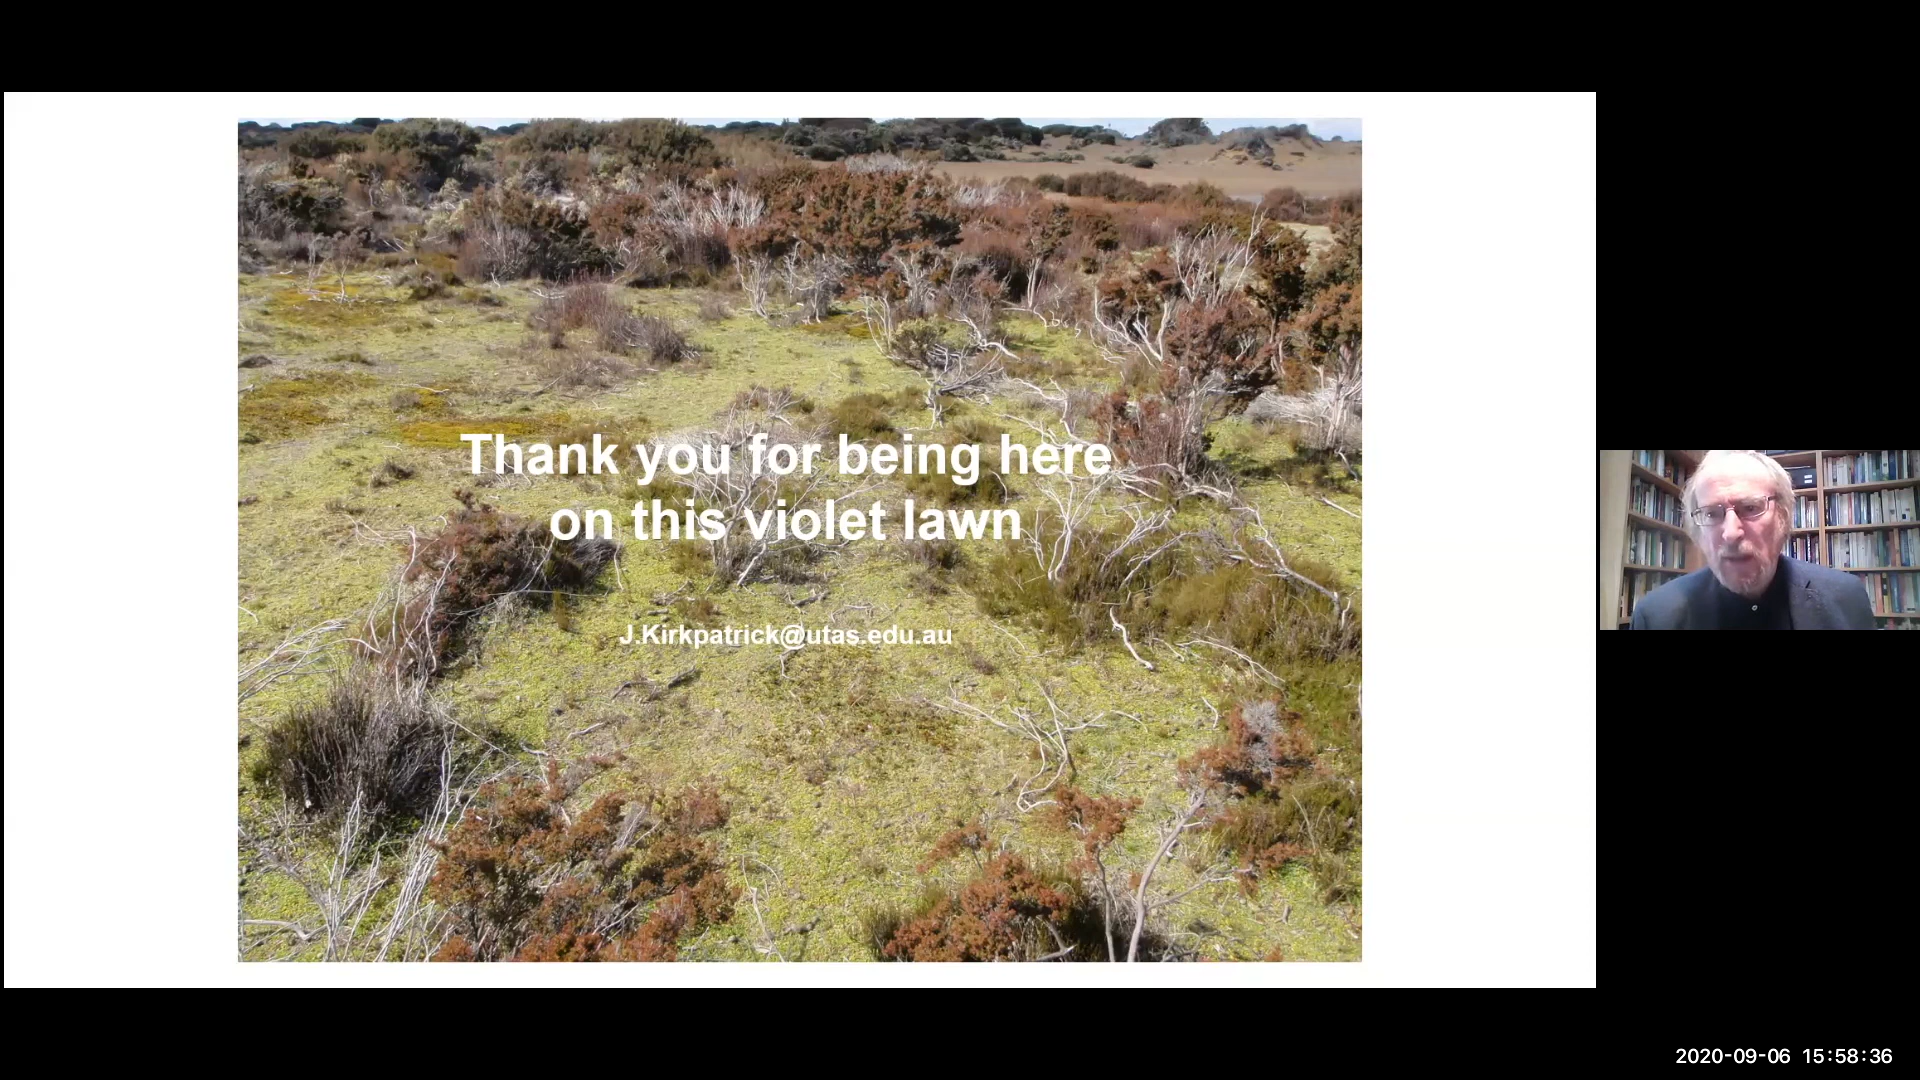 Thank you for being here
on this violet lawn
J.Kirkpatrick@utas.edu.au
2020-09-06 15:58:36